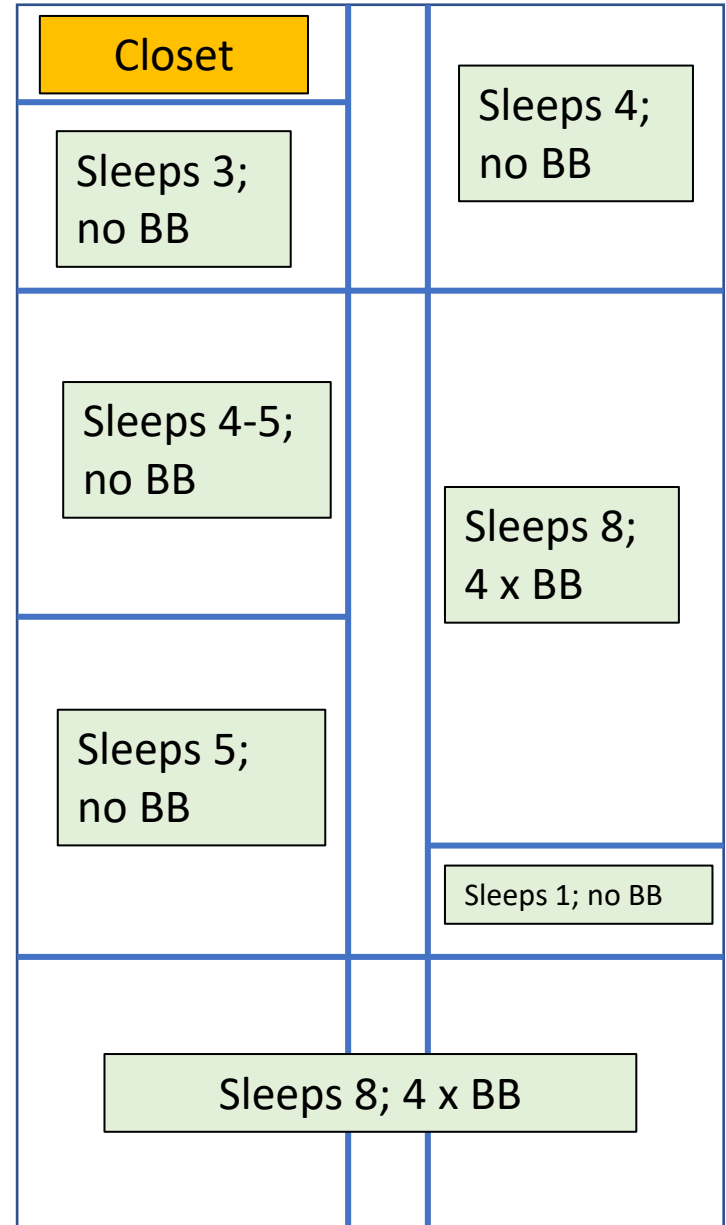 Closet
Sleeps 4;
no BB
Sleeps 3;
no BB
Sleeps 4-5;
no BB
Sleeps 8;
4 x BB
Sleeps 5;
no BB
Sleeps 1; no BB
Sleeps 8; 4 x BB